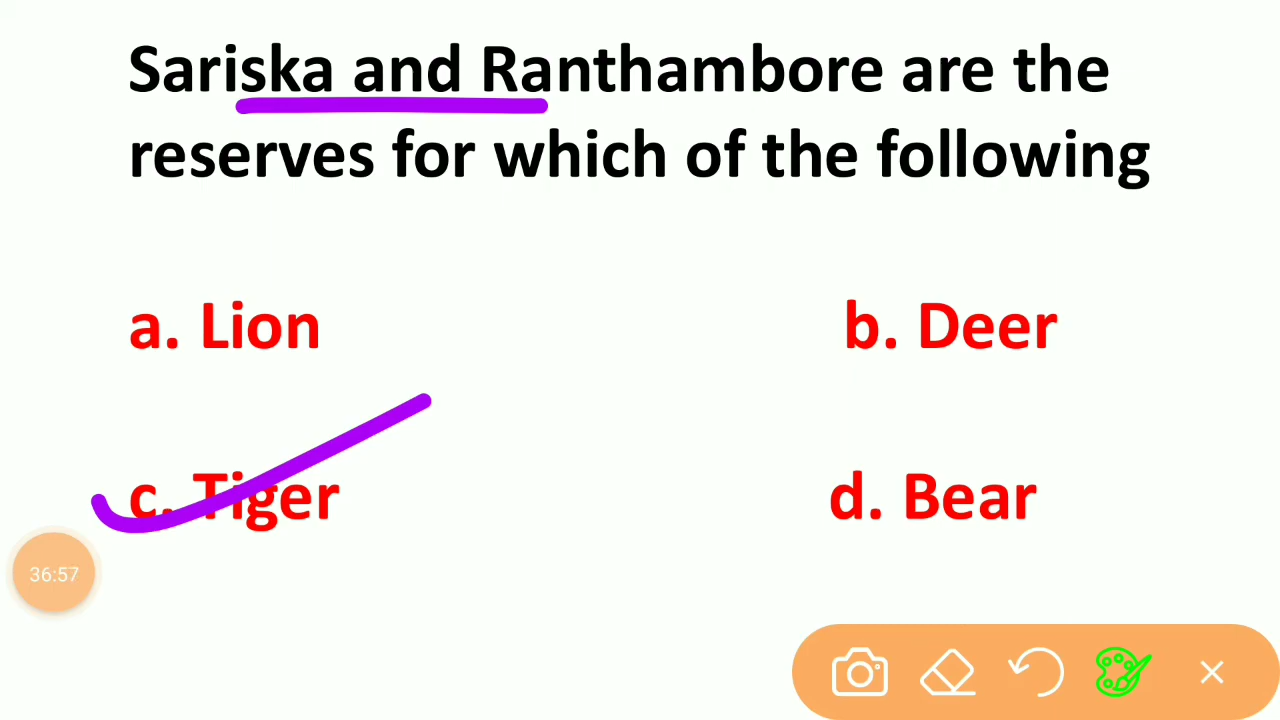 Sariska and Ranthambore are the
reserves for which of the following
a. Lion
b. Deer
c. Tiger
d. Bear
36:57